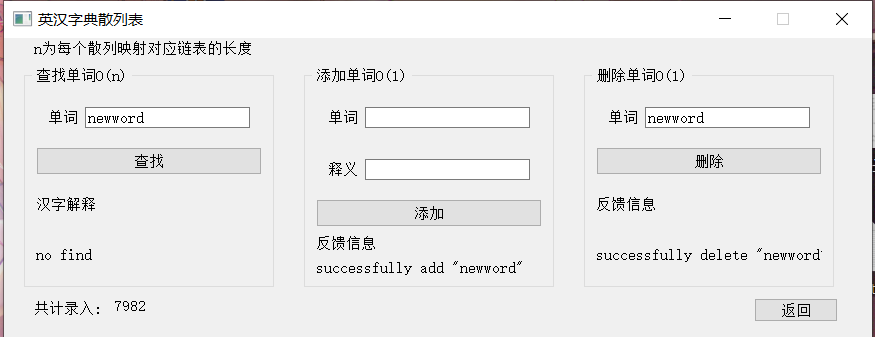 英汉字典散列表
n为每个散列映射对应链表的长度
查找单词O(n)
单词 newword
查找
汉字解释
no find
添加单词O(1)
单词
释义
添加
反馈信息
successfully add "newword"
删除单词O(1)
单词 newword
删除
反馈信息
successfully delete "newword"
共计录入: 7982
返回